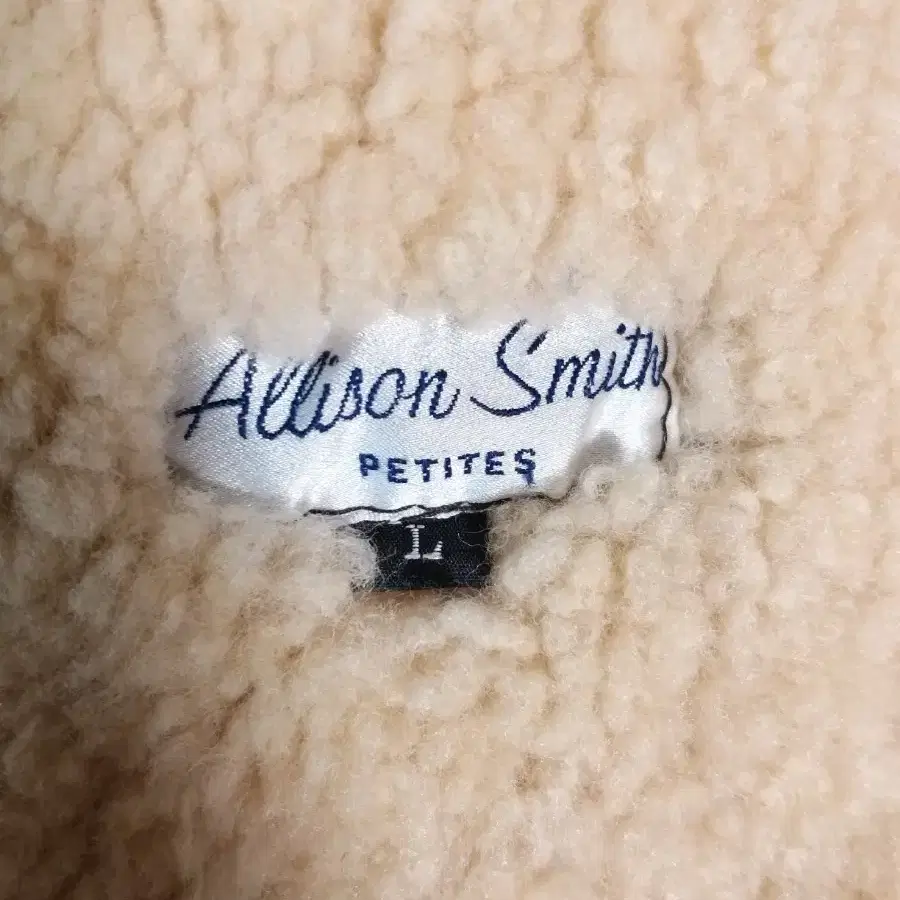 Allison Smith
PETITES
L